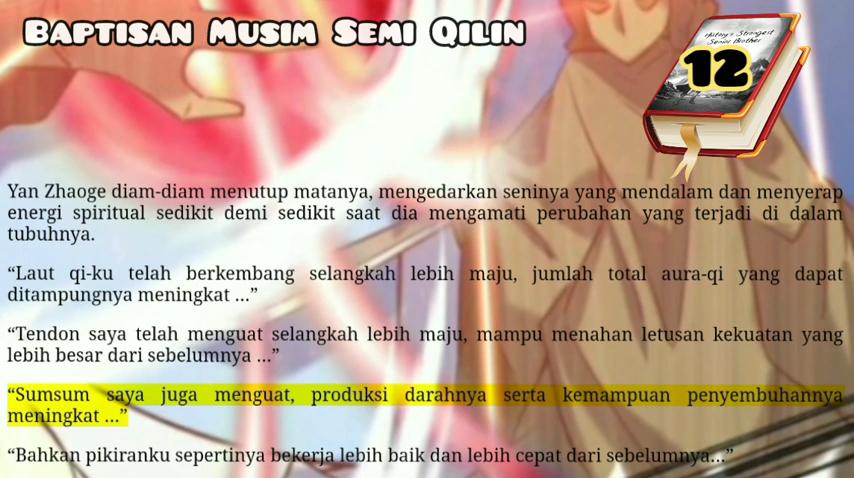 Baptisan Musim Semi Qilin
History's Strongest
Senior Brother
12
Yan Zhaoge diam-diam menutup matanya, mengedarkan seninya yang mendalam dan menyerap
energi spiritual sedikit demi sedikit saat dia mengamati perubahan yang terjadi di dalam
tubuhnya.
“Laut qi-ku telah berkembang selangkah lebih maju, jumlah total aura-qi yang dapat
ditampungnya meningkat ...”
“Tendon saya telah menguat selangkah lebih maju, mampu menahan letusan kekuatan yang
lebih besar dari sebelumnya ...”
“Sumsum saya juga menguat, produksi darahnya serta kemampuan penyembuhannya
meningkat ...”
“Bahkan pikiranku sepertinya bekerja lebih baik dan lebih cepat dari sebelumnya...”